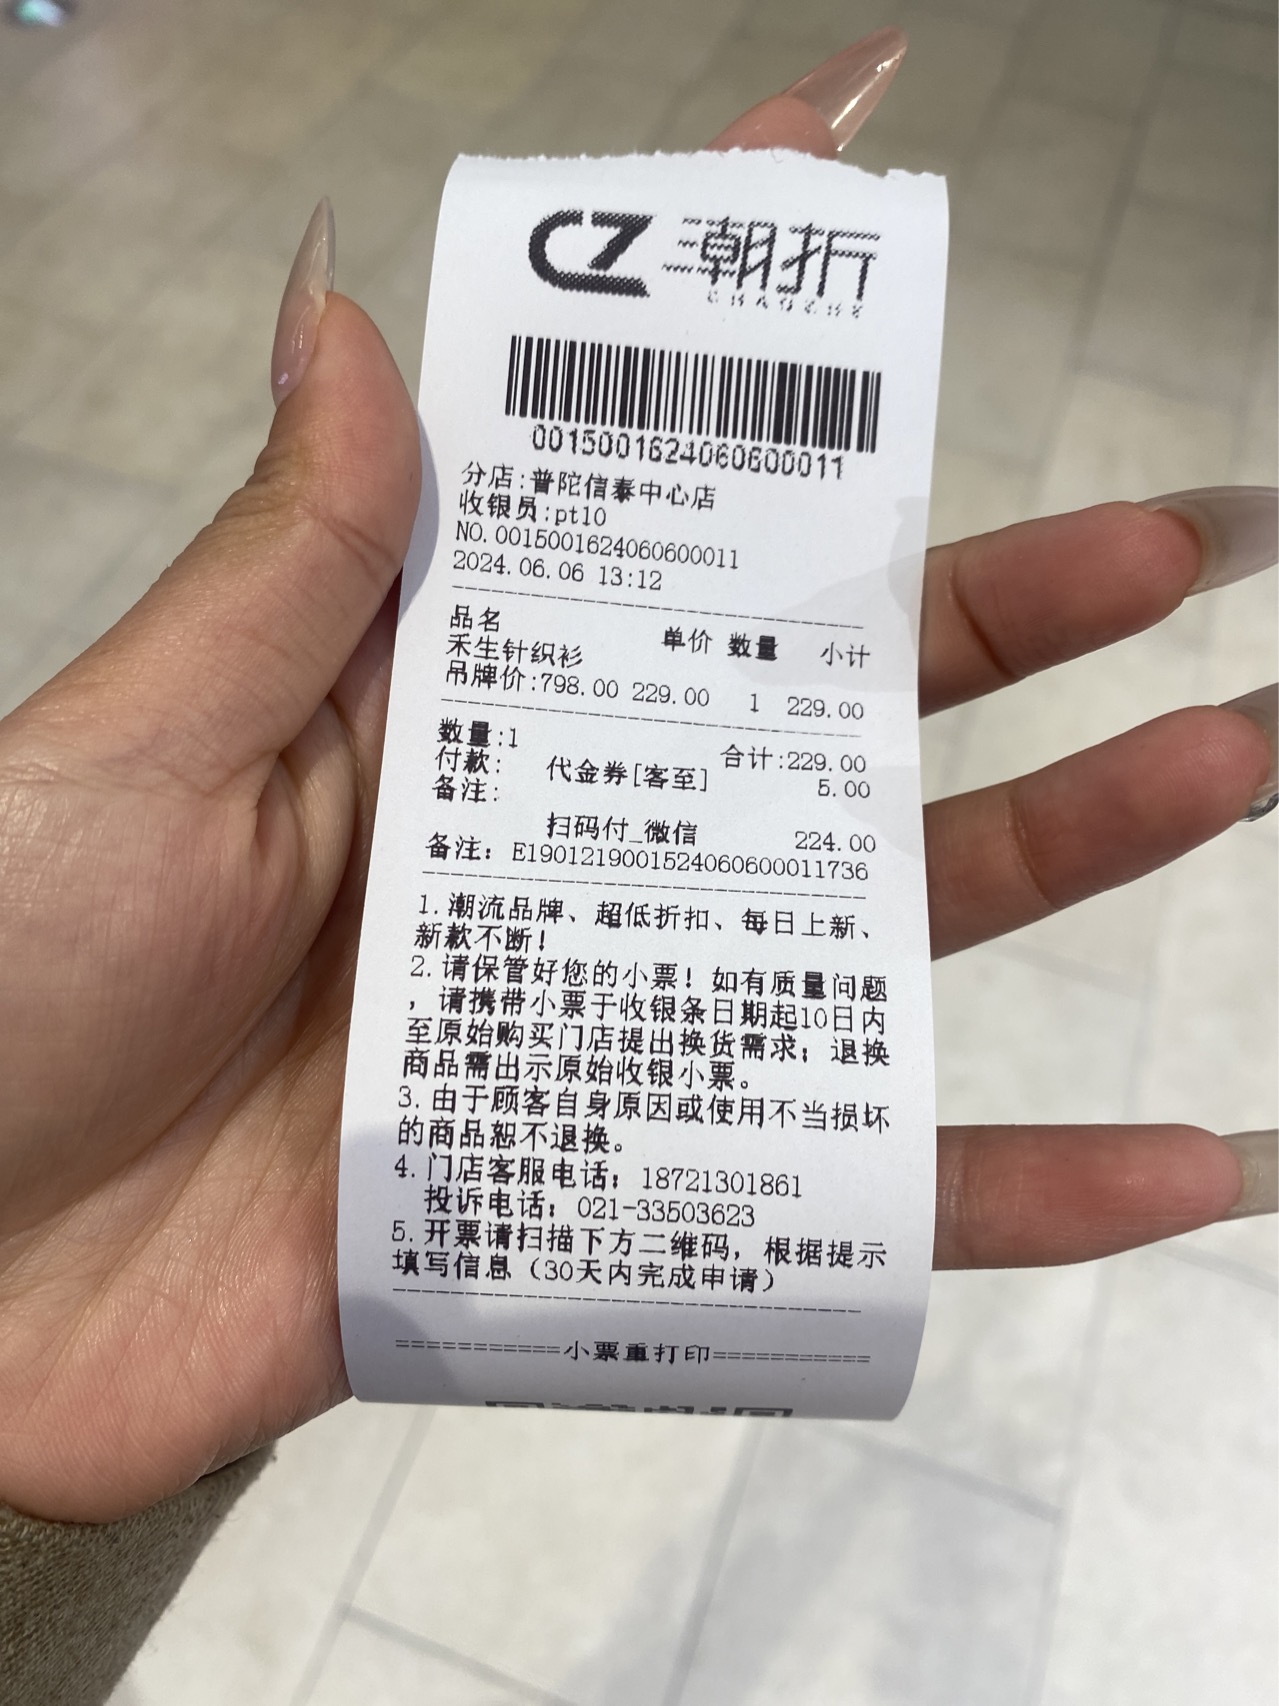 CZ 潮折
CHAOZHE
0015001624060600011
分店:普陀信泰中心店
收银员:pt10
NO.0015001624060600011
2024.06.06 13:12
品名 单价 数量 小计
禾生针织衫
吊牌价:798.00 229.00 1 229.00
数量:1 合计:229.00
付款: 代金券[客至] 5.00
备注:
扫码付_微信 224.00
备注: E1901219001524060600011736
1.潮流品牌、超低折扣、每日上新、
新款不断!
2.请保管好您的小票!如有质量问题
，请携带小票于收银条日期起10日内
至原始购买门店提出换货需求;退换
商品需出示原始收银小票。
3.由于顾客自身原因或使用不当损坏
的商品恕不退换。
4.门店客服电话: 18721301861
投诉电话: 021-33503623
5.开票请扫描下方二维码，根据提示
填写信息（30天内完成申请）
===========小票重打印===========